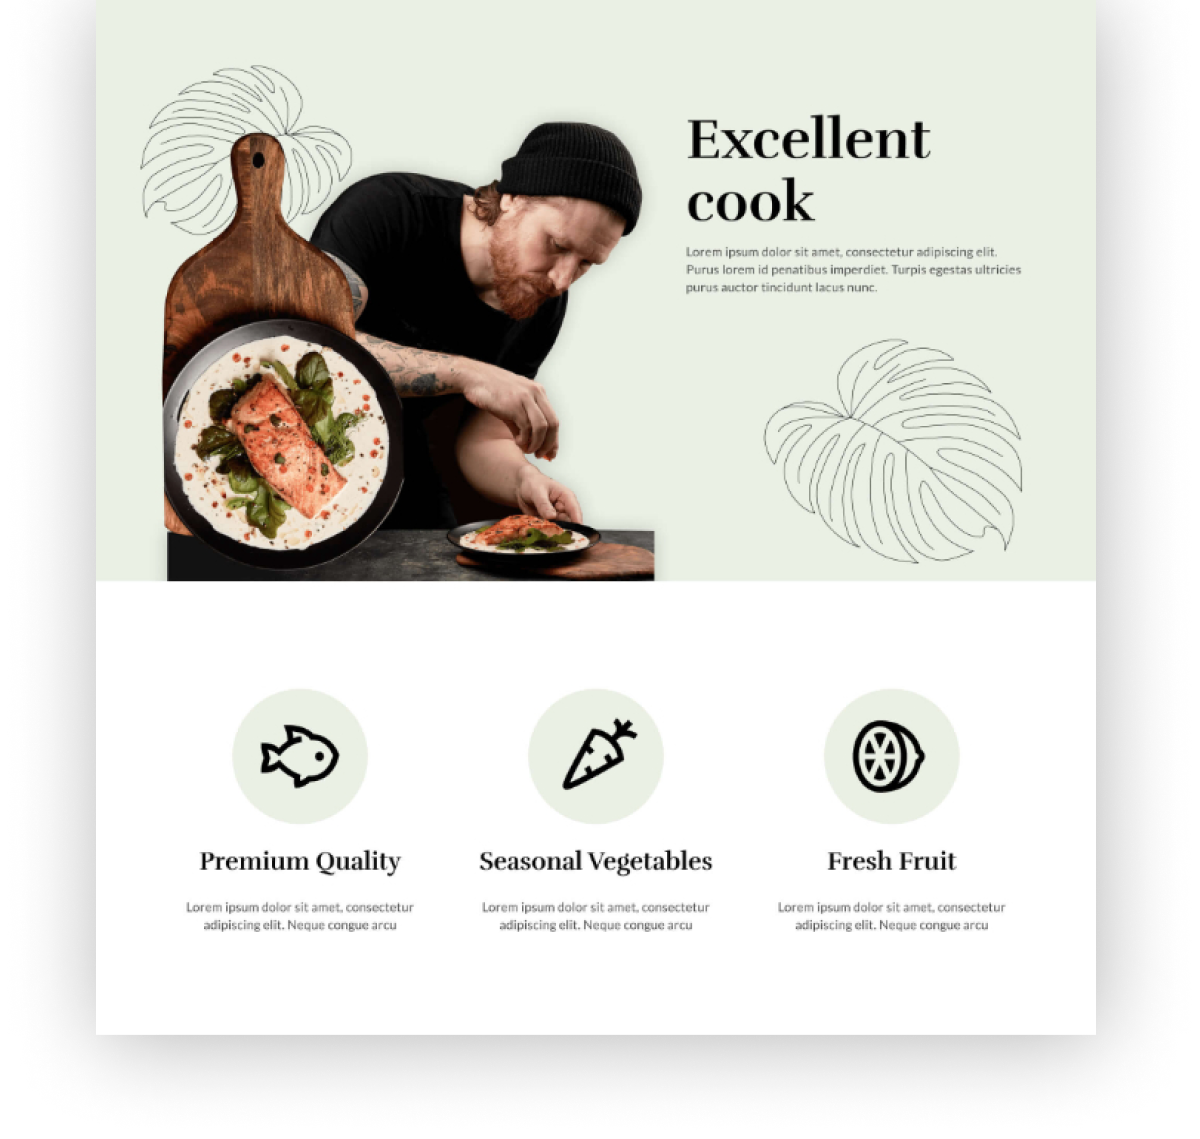 Excellent
cook
Lorem ipsum dolor sit amet, consectetur adipiscing elit.
Purus lorem id penatibus imperdiet. Turpis egestas ultricies
purus auctor tincidunt lacus nunc.
Premium Quality
Lorem ipsum dolor sit amet, consectetur
adipiscing elit. Neque congue arcu
Seasonal Vegetables
Lorem ipsum dolor sit amet, consectetur
adipiscing elit. Neque congue arcu
Fresh Fruit
Lorem ipsum dolor sit amet, consectetur
adipiscing elit. Neque congue arcu